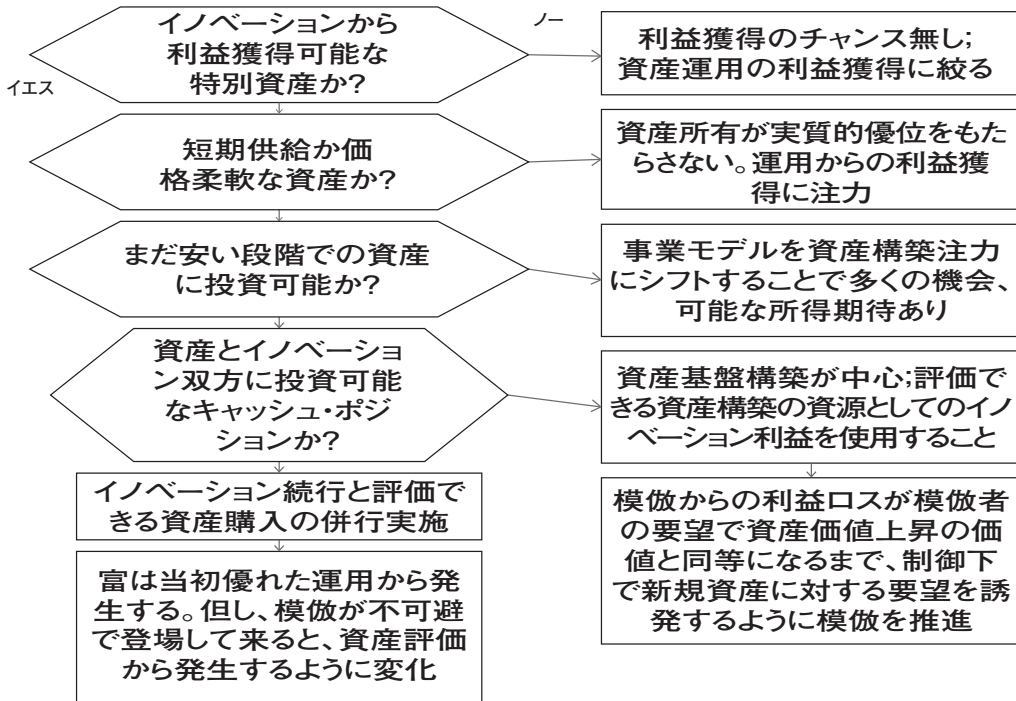 イノベーションから
利益獲得可能な
特別資産か?
ノー
利益獲得のチャンス無し;
資産運用の利益獲得に絞る
イエス
短期供給か価
格柔軟な資産か?
資産所有が実質的優位をもた
らさない。運用からの利益獲
得に注力
まだ安い段階での資産
に投資可能か?
事業モデルを資産構築注力
にシフトすることで多くの機会、
可能な所得期待あり
資産とイノベーショ
ン双方に投資可能
なキャッシュ・ポジ
ションか?
資産基盤構築が中心;評価で
きる資産構築の資源としてのイノ
ベーション利益を使用すること
イノベーション続行と評価で
きる資産購入の併行実施
模倣からの利益ロスが模倣者
の要望で資産価値上昇の価
値と同等になるまで、制御下
で新規資産に対する要望を誘
発するように模倣を推進
富は当初優れた運用から発
生する。但し、模倣が不可避
で登場して来ると、資産評価
から発生するように変化